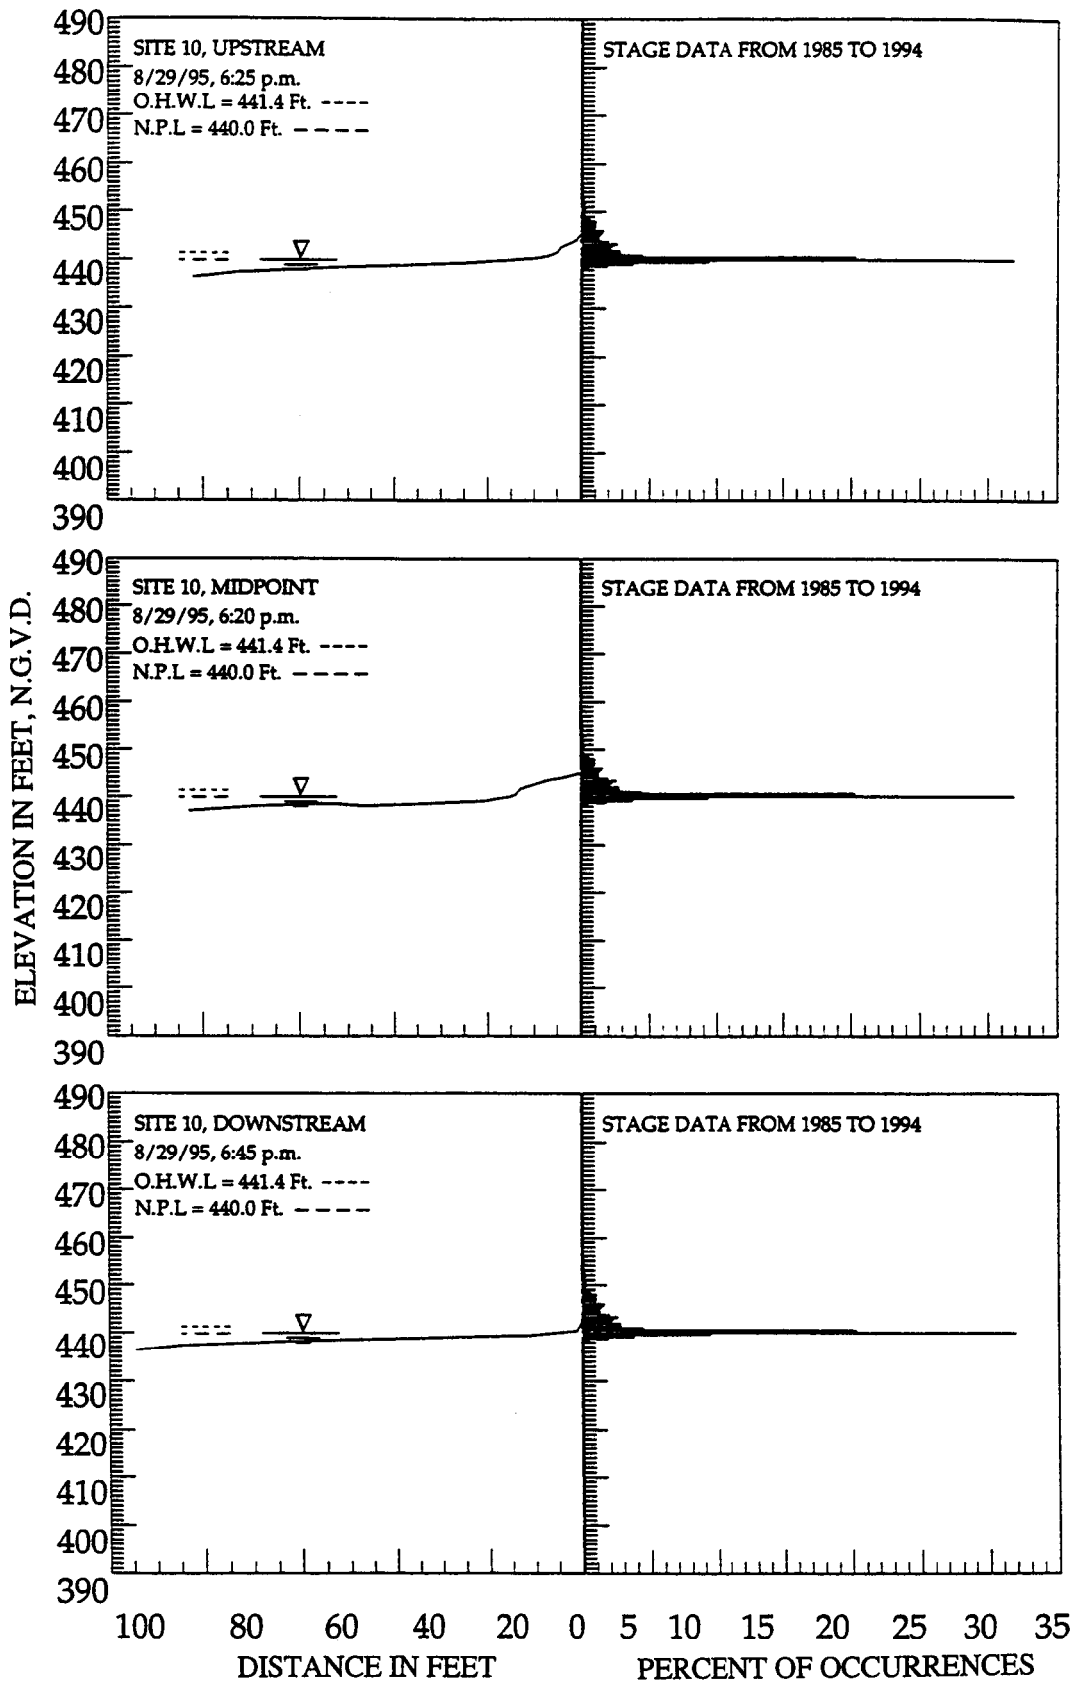 490
SITE 10, UPSTREAM
STAGE DATA FROM 1985 TO 1994
480
8/29/95, 6:25 p.m.
O.H.W.L = 441.4 Ft. ----
470
N.P.L = 440.0 Ft. – – – –
460
450
440
430
420
410
400
390
490
SITE 10, MIDPOINT
STAGE DATA FROM 1985 TO 1994
480
8/29/95, 6:20 p.m.
O.H.W.L = 441.4 Ft. ----
470
N.P.L = 440.0 Ft. – – – –
460
450
440
430
420
410
400
390
ELEVATION IN FEET, N.G.V.D.
490
SITE 10, DOWNSTREAM
STAGE DATA FROM 1985 TO 1994
480
8/29/95, 6:45 p.m.
O.H.W.L = 441.4 Ft. ----
470
N.P.L = 440.0 Ft. – – – –
460
450
440
430
420
410
400
390
100 80 60 40 20 0 5 10 15 20 25 30 35
DISTANCE IN FEET
PERCENT OF OCCURRENCES